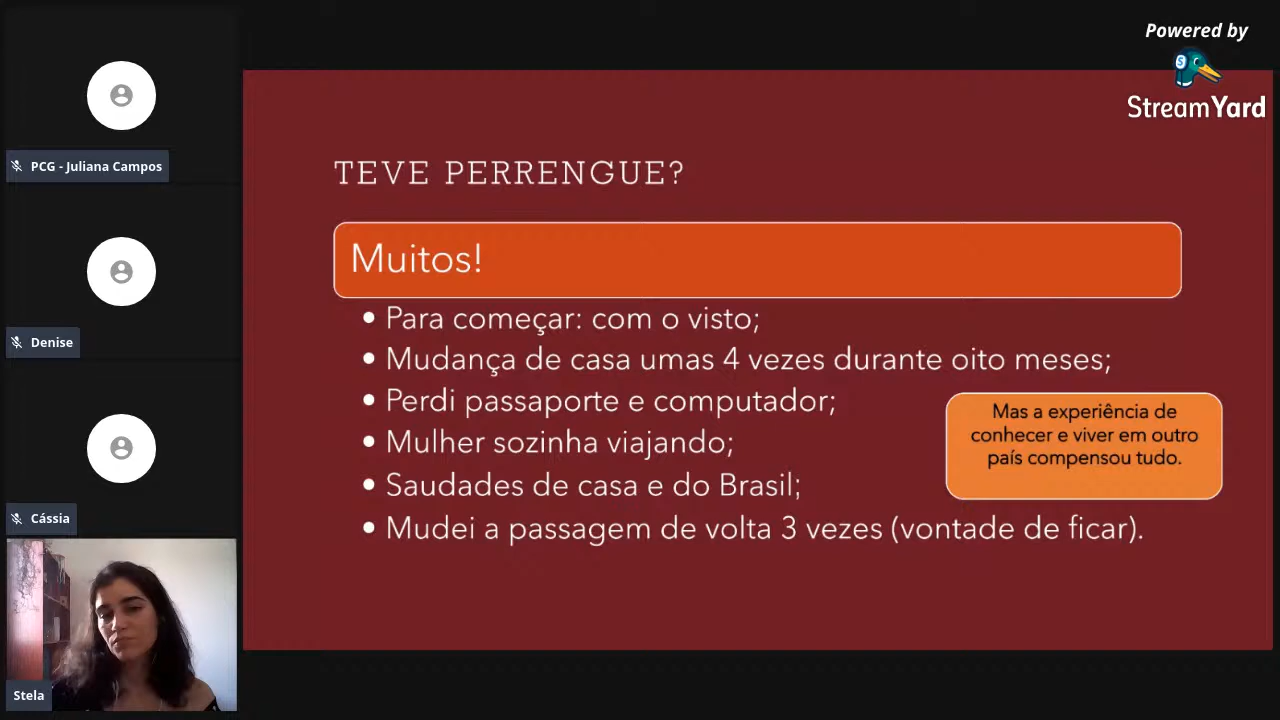 Powered by
StreamYard
PCG - Juliana Campos
Denise
Cássia
Stela
TEVE PERRENGUE?
Muitos!
• Para começar: com o visto;
• Mudança de casa umas 4 vezes durante oito meses;
• Perdi passaporte e computador;
• Mulher sozinha viajando;
• Saudades de casa e do Brasil;
• Mudei a passagem de volta 3 vezes (vontade de ficar).
Mas a experiência de
conhecer e viver em outro
país compensou tudo.